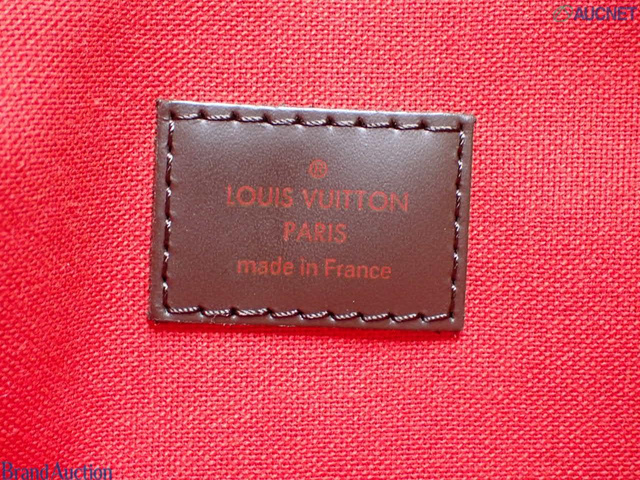 AUCNET
LOUIS VUITTON
PARIS
made in France
Brand Auction